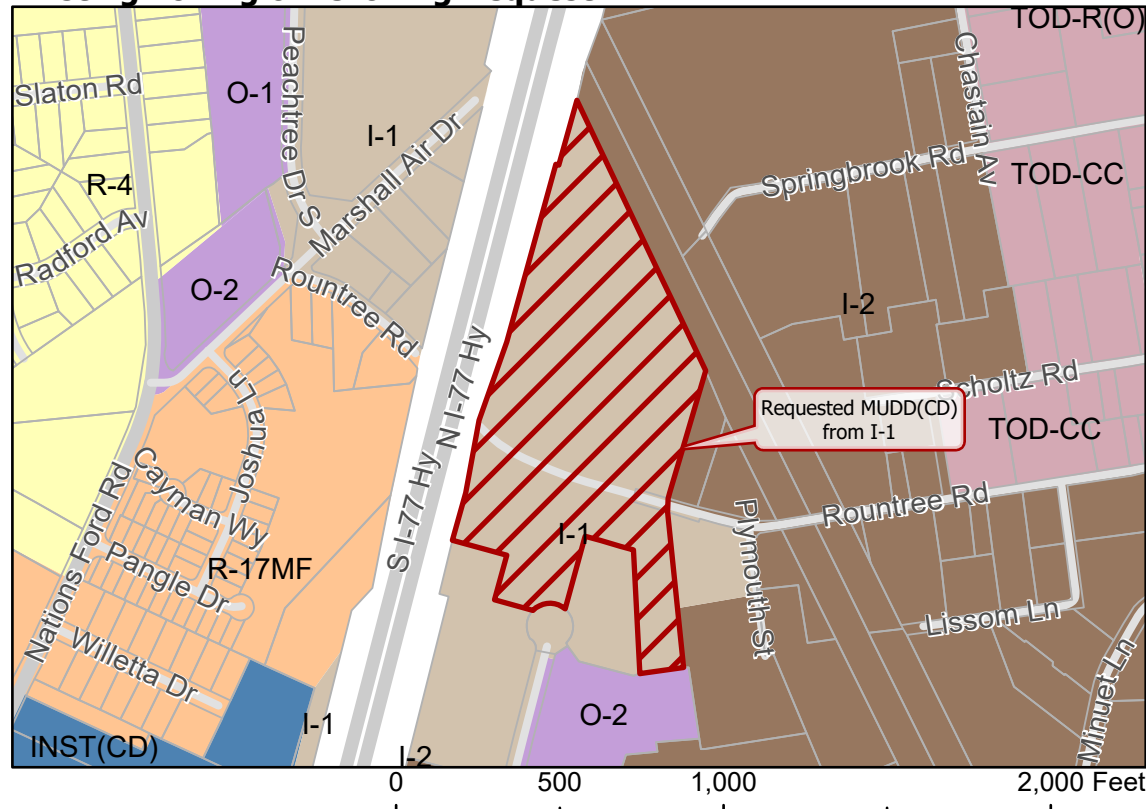 TOD-R(O)
Slaton Rd
O-1
Peachtree Dr S
I-1
Marshall Air Dr
Chastain Av
Springbrook Rd
TOD-CC
R-4
Radford Av
O-2
Rountree Rd
I-2
Joshua Ln
N I-77 Hy
Scholtz Rd
Requested MUDD(CD)
from I-1
TOD-CC
Cayman Wy
S I-77 Hy
Rountree Rd
Plymouth St
I-1
Nations Ford Rd
Pangle Dr
R-17MF
Lissom Ln
Willetta Dr
Minuet Ln
O-2
I-1
INST(CD)
I-2
0 500 1,000 2,000 Feet